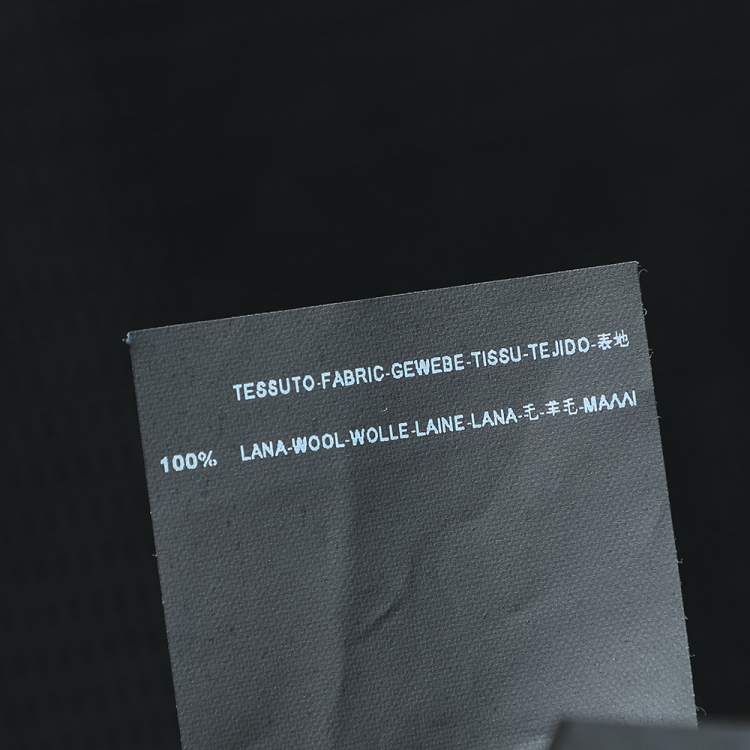 TESSUTO-FABRIC-GEWEBE-TISSU-TEJIDO-表地
100% LANA-WOOL-WOLLE-LAINE-LANA-毛-羊毛-ΜΑΛΛΙ